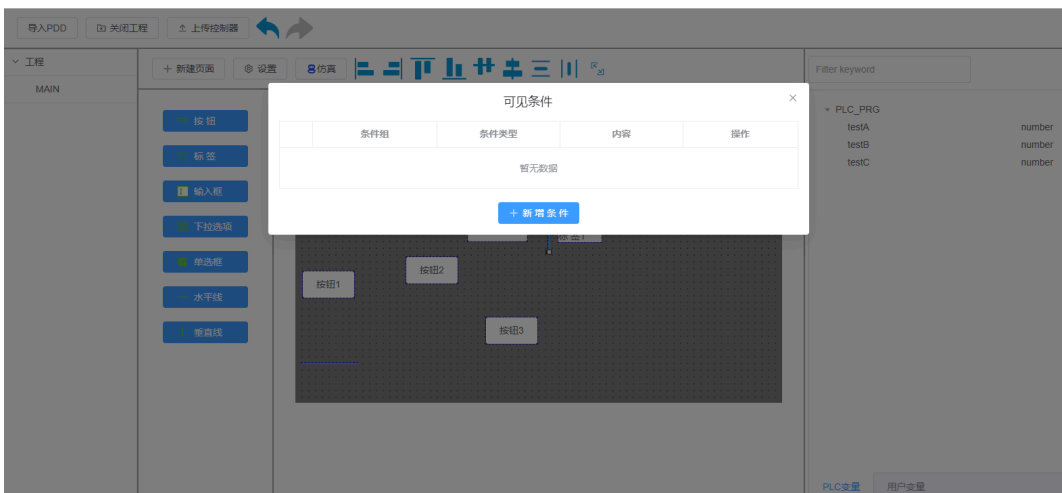 导入PDD 关闭工程 上传控制器
工程
MAIN
新建页面 设置 仿真
按钮
标签
输入框
下拉选项
单选框
水平线
垂直线
可见条件
条件组 条件类型 内容 操作
暂无数据
新增条件
标签1
按钮2
按钮1
按钮3
Filter keyword
PLC_PRG
testA number
testB number
testC number
PLC变量 用户变量